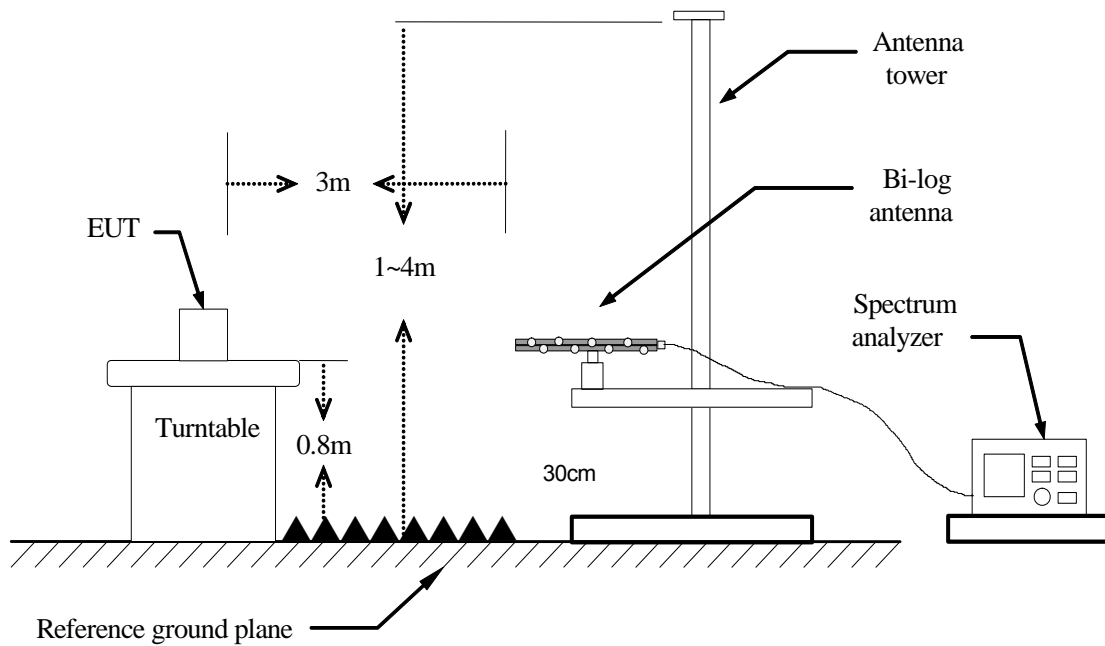 Antenna
tower
3m
Bi-log
antenna
EUT
1~4m
Spectrum
analyzer
Turntable
0.8m
30cm
Reference ground plane